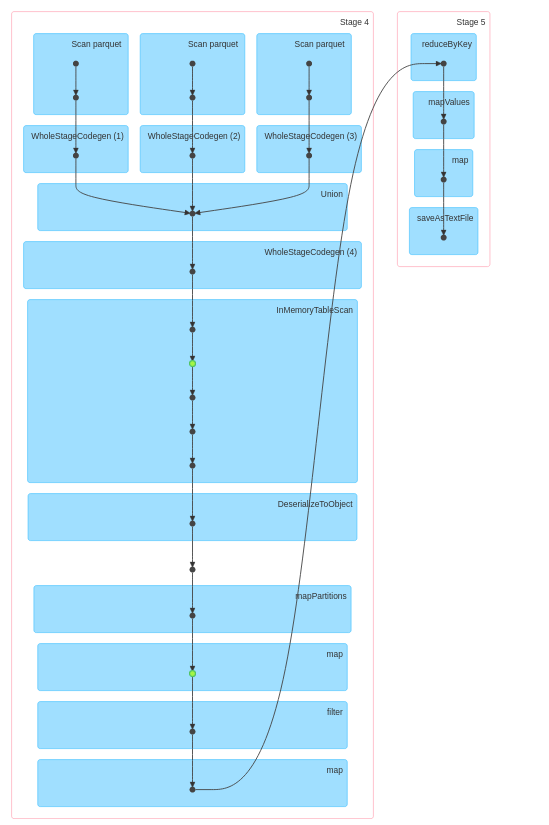 Stage 4
Scan parquet
Scan parquet
Scan parquet
WholeStageCodegen (1)
WholeStageCodegen (2)
WholeStageCodegen (3)
Union
WholeStageCodegen (4)
InMemoryTableScan
DeserializeToObject
mapPartitions
map
filter
map
Stage 5
reduceByKey
mapValues
map
saveAsTextFile